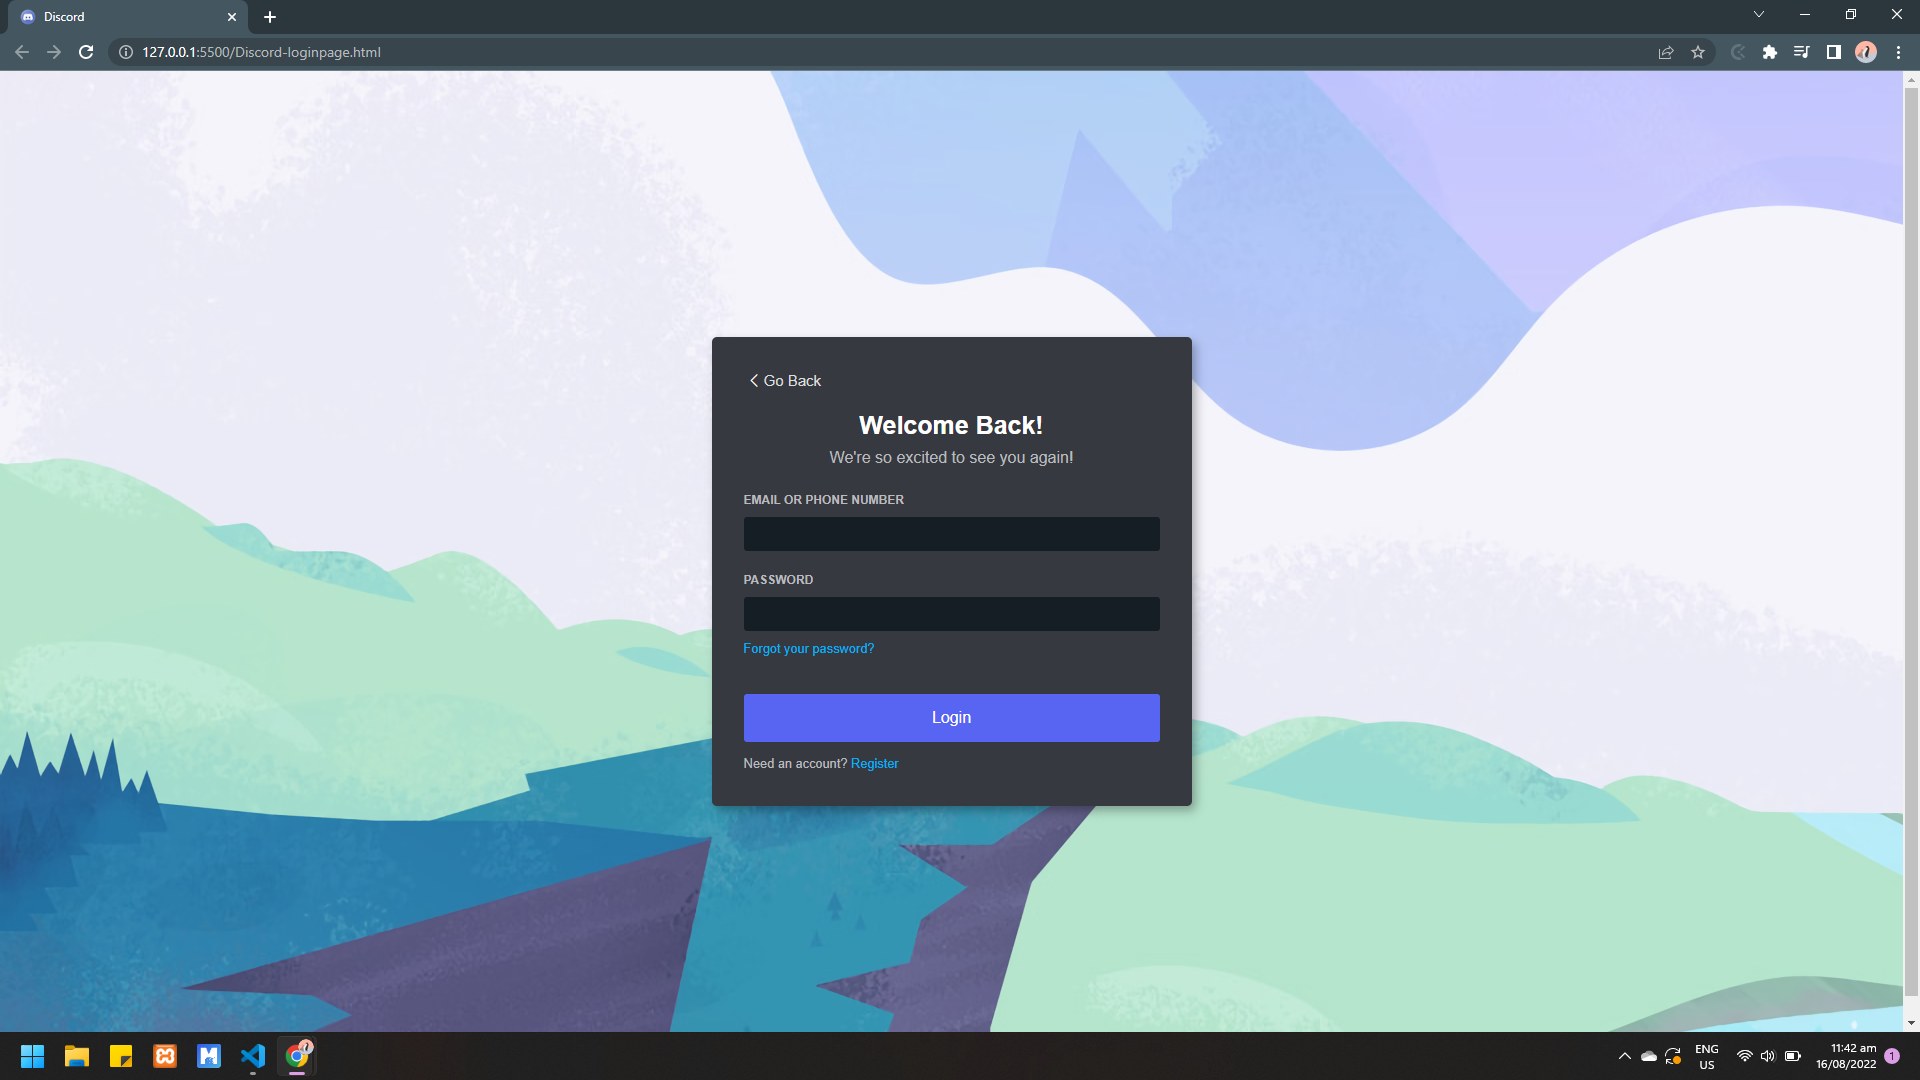 Discord
127.0.0.1:5500/Discord-loginpage.html
Go Back
Welcome Back!
We're so excited to see you again!
EMAIL OR PHONE NUMBER
PASSWORD
Forgot your password?
Login
Need an account? Register
ENG
US
11:42 am
16/08/2022
1